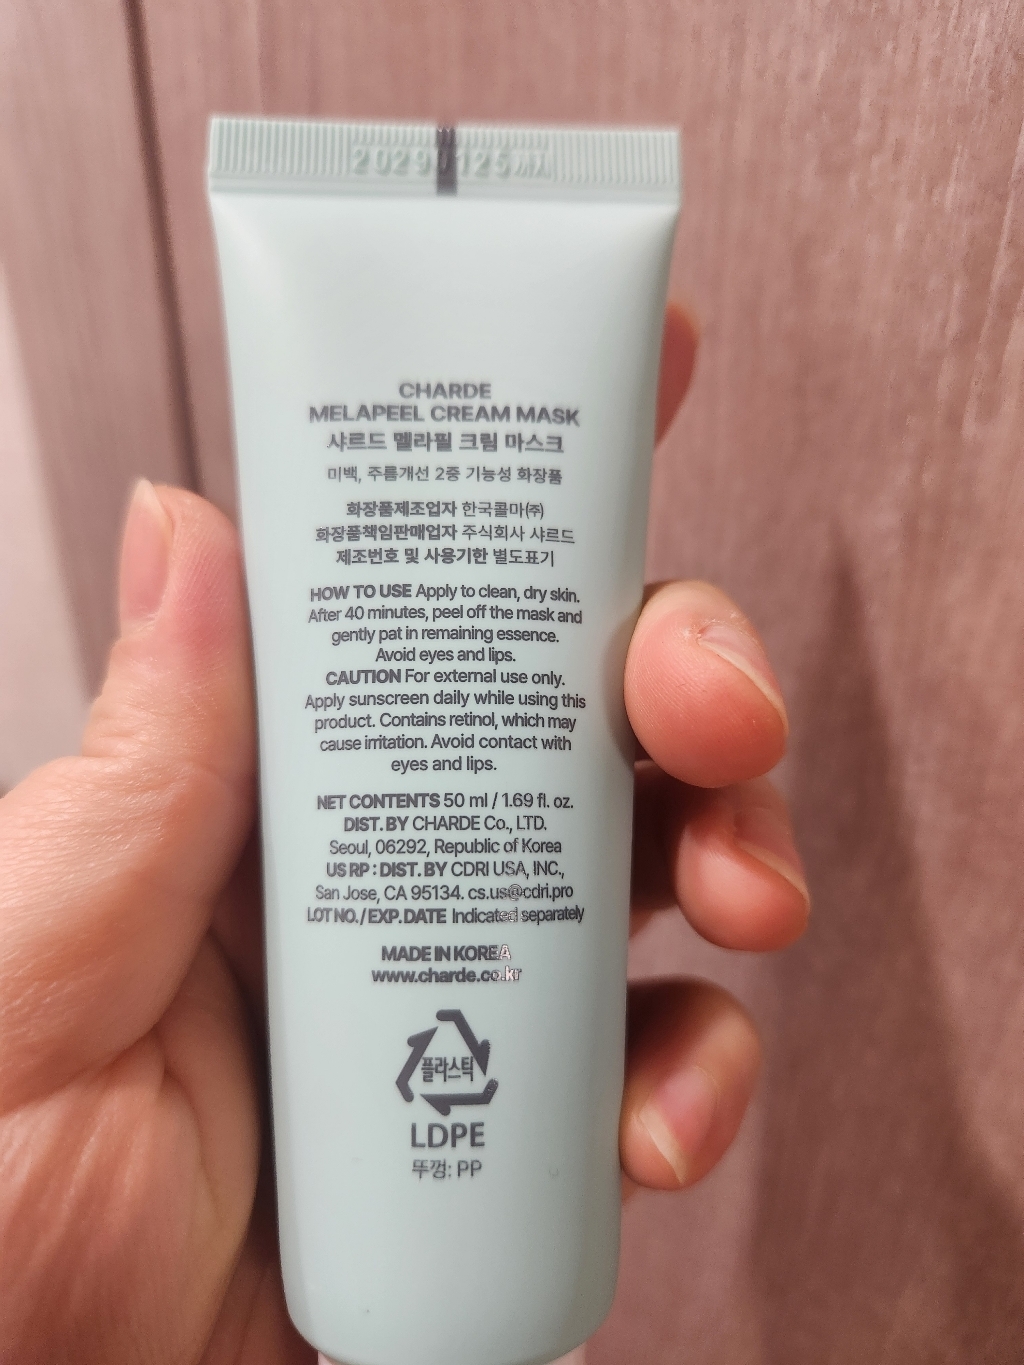 CHARDE
MELAPEEL CREAM MASK
샤르드 멜라필 크림 마스크
미백, 주름개선 2중 기능성 화장품
화장품제조업자 한국콜마㈜
화장품책임판매업자 주식회사 샤르드
제조번호 및 사용기한 별도표기
HOW TO USE Apply to clean, dry skin.
After 40 minutes, peel off the mask and
gently pat in remaining essence.
Avoid eyes and lips.
CAUTION For external use only.
Apply sunscreen daily while using this
product. Contains retinol, which may
cause irritation. Avoid contact with
eyes and lips.
NET CONTENTS 50 ml / 1.69 fl. oz.
DIST. BY CHARDE Co., LTD.
Seoul, 06292, Republic of Korea
US RP : DIST. BY CDRI USA, INC.,
San Jose, CA 95134. cs.us@cdri.pro
LOT NO. / EXP. DATE Indicated separately
MADE IN KOREA
www.charde.co.kr
플라스틱
LDPE
뚜껑: PP